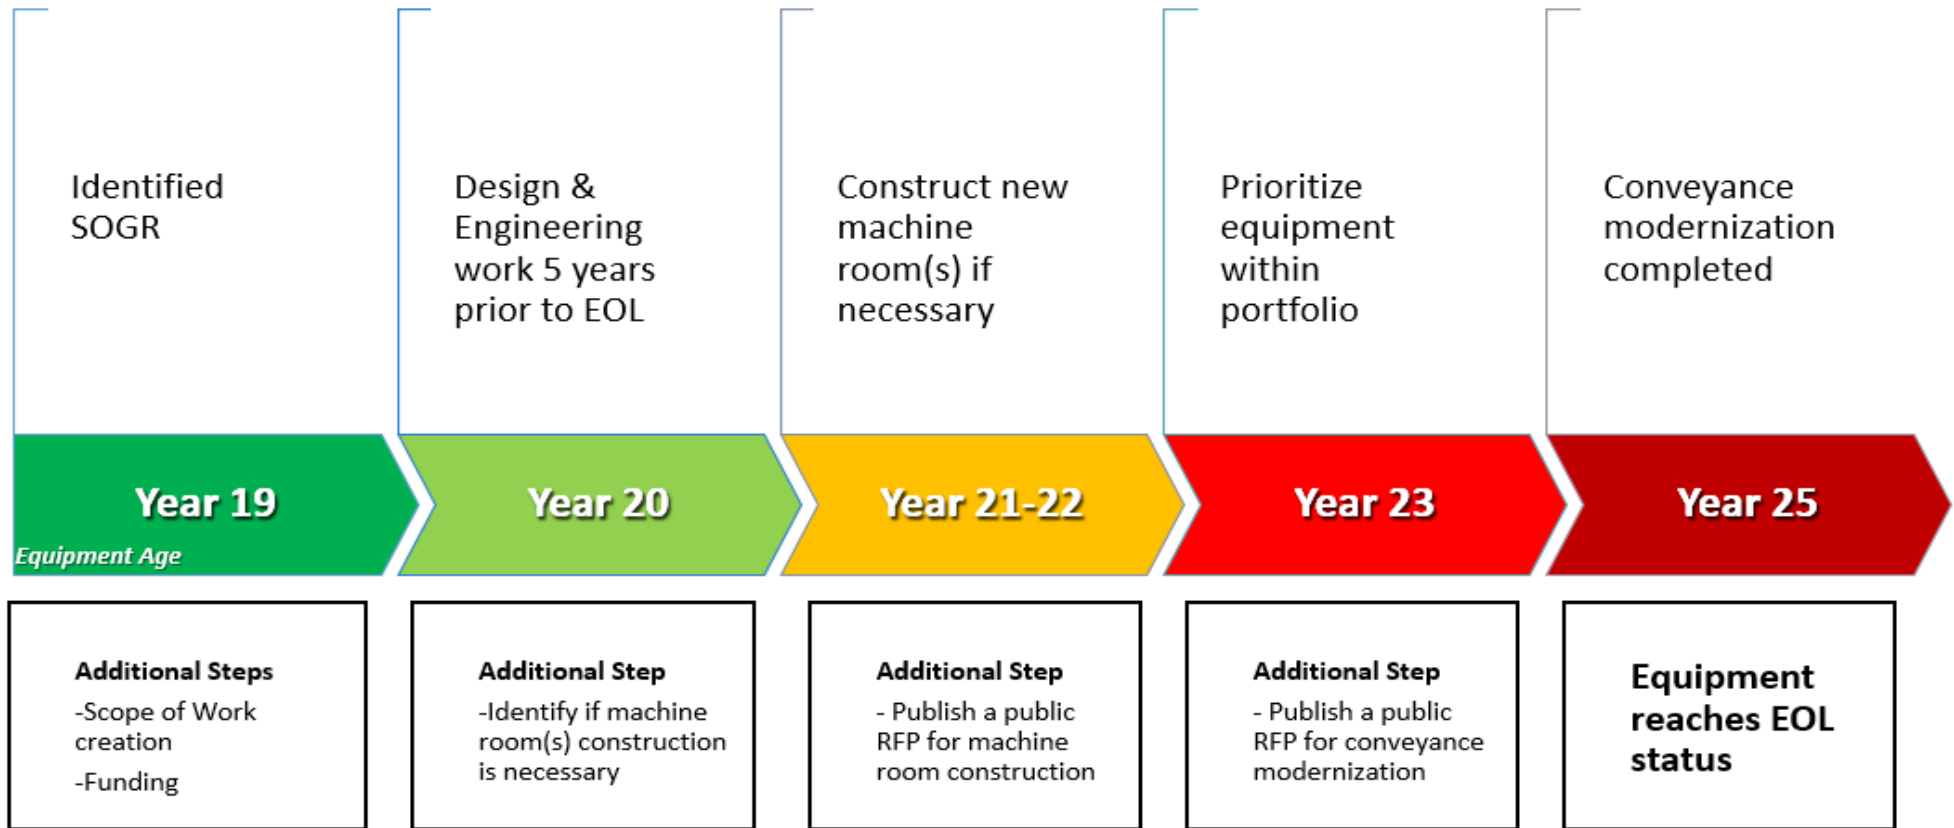 Identified
SOGR
Design &
Engineering
work 5 years
prior to EOL
Construct new
machine
room(s) if
necessary
Prioritize
equipment
within
portfolio
Conveyance
modernization
completed
Year 19
Equipment Age
Year 20
Year 21-22
Year 23
Year 25
Additional Steps
-Scope of Work
creation
-Funding
Additional Step
-Identify if machine
room(s) construction
is necessary
Additional Step
- Publish a public
RFP for machine
room construction
Additional Step
- Publish a public
RFP for conveyance
modernization
Equipment
reaches EOL
status